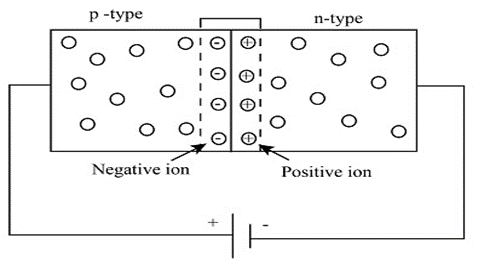 p -type
n-type
- +
- +
- +
- +
Negative ion
Positive ion
+ -